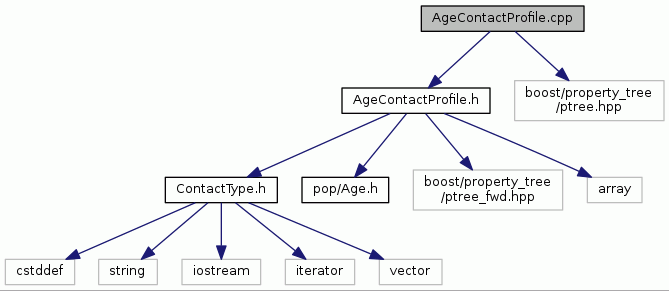 AgeContactProfile.cpp
AgeContactProfile.h
boost/property_tree
/ptree.hpp
ContactType.h
pop/Age.h
boost/property_tree
/ptree_fwd.hpp
array
cstddef
string
iostream
iterator
vector